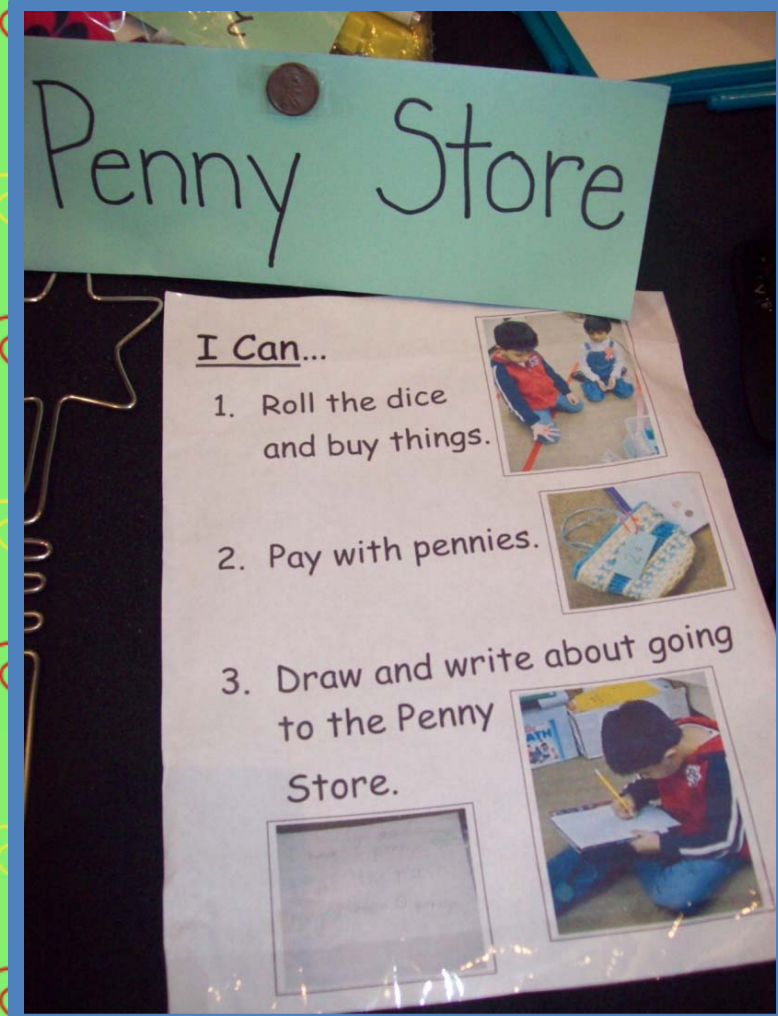 Penny Store
I Can...
1. Roll the dice
and buy things.
2. Pay with pennies.
3. Draw and write about going
to the Penny
Store.